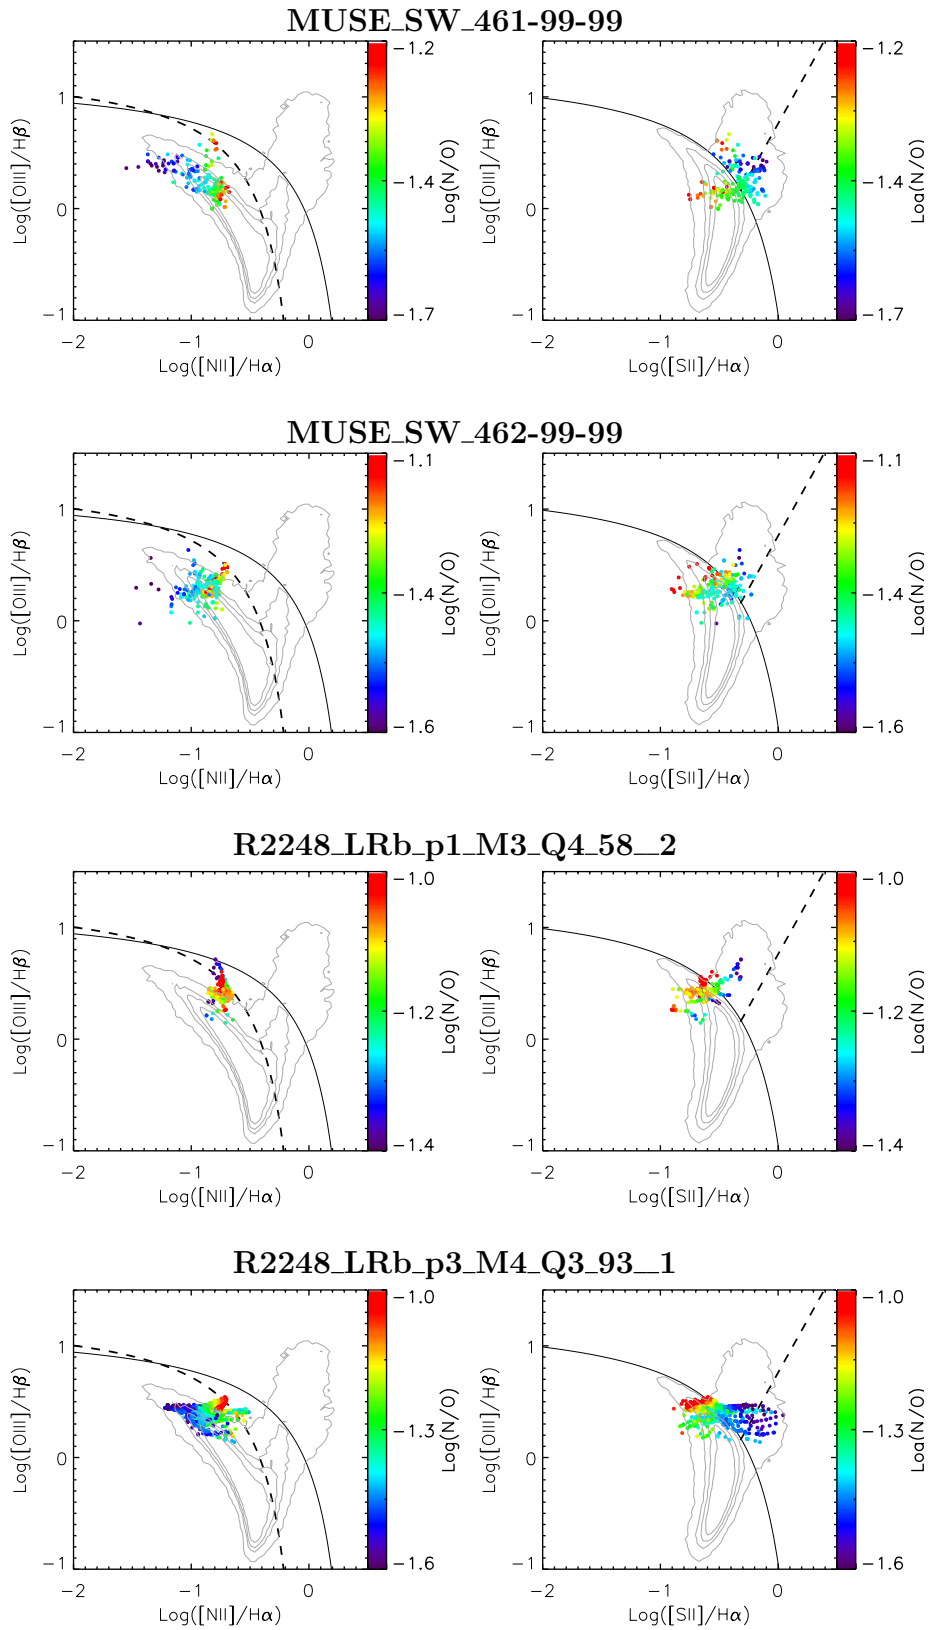 MUSE_SW_461-99-99
1
0
−1
Log([OIII]/Hβ)
−2
−1
0
Log([NII]/Hα)
−1.2
−1.4
−1.7
Log(N/O)
1
0
−1
Log([OIII]/Hβ)
−2
−1
0
Log([SII]/Hα)
−1.2
−1.4
−1.7
Log(N/O)
MUSE_SW_462-99-99
1
0
−1
Log([OIII]/Hβ)
−2
−1
0
Log([NII]/Hα)
−1.1
−1.4
−1.6
Log(N/O)
1
0
−1
Log([OIII]/Hβ)
−2
−1
0
Log([SII]/Hα)
−1.1
−1.4
−1.6
Log(N/O)
R2248_LRb_p1_M3_Q4_58__2
1
0
−1
Log([OIII]/Hβ)
−2
−1
0
Log([NII]/Hα)
−1.0
−1.2
−1.4
Log(N/O)
1
0
−1
Log([OIII]/Hβ)
−2
−1
0
Log([SII]/Hα)
−1.0
−1.2
−1.4
Log(N/O)
R2248_LRb_p3_M4_Q3_93__1
1
0
−1
Log([OIII]/Hβ)
−2
−1
0
Log([NII]/Hα)
−1.0
−1.3
−1.6
Log(N/O)
1
0
−1
Log([OIII]/Hβ)
−2
−1
0
Log([SII]/Hα)
−1.0
−1.3
−1.6
Log(N/O)